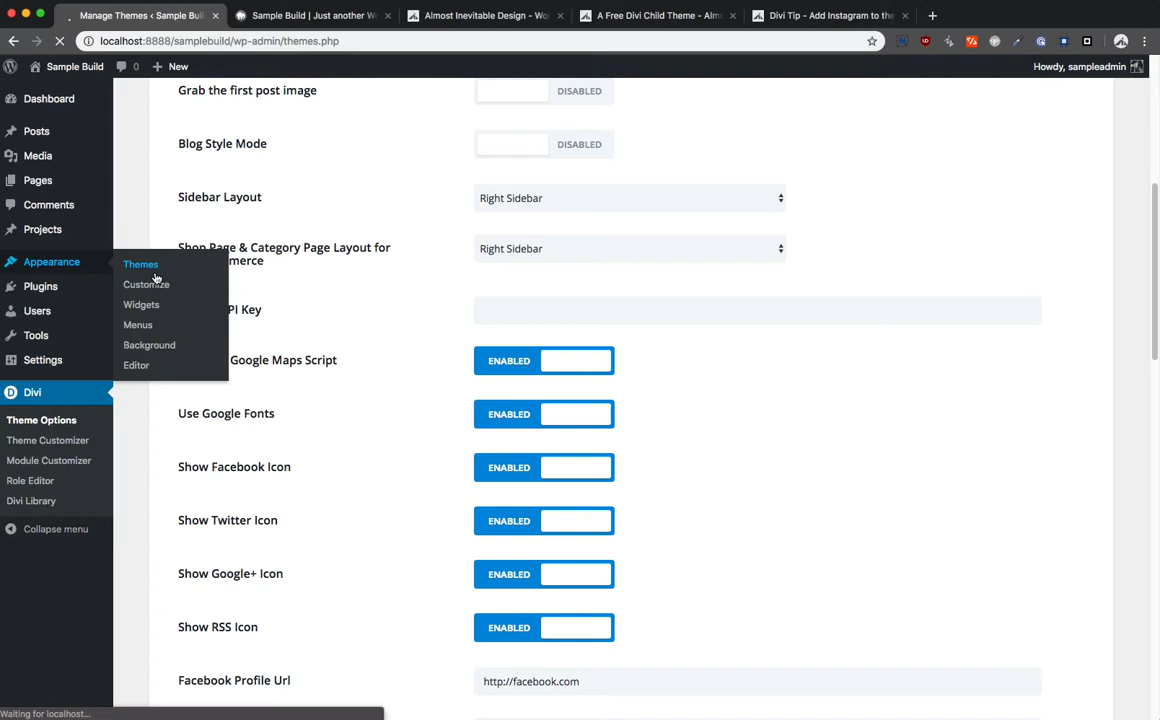 Manage Themes ‹ Sample Buil
Sample Build | Just another W
Almost Inevitable Design - Wo
A Free Divi Child Theme - Almo
Divi Tip - Add Instagram to the
localhost:8888/samplebuild/wp-admin/themes.php
Sample Build
0
New
Howdy, sampleadmin
Dashboard
Posts
Media
Pages
Comments
Projects
Appearance
Plugins
Users
Tools
Settings
Divi
Theme Options
Theme Customizer
Module Customizer
Role Editor
Divi Library
Collapse menu
Themes
Customize
Widgets
Menus
Background
Editor
Grab the first post image
DISABLED
Blog Style Mode
DISABLED
Sidebar Layout
Right Sidebar
Shop Page & Category Page Layout for
merce
Right Sidebar
PI Key
Google Maps Script
ENABLED
Use Google Fonts
ENABLED
Show Facebook Icon
ENABLED
Show Twitter Icon
ENABLED
Show Google+ Icon
ENABLED
Show RSS Icon
ENABLED
Facebook Profile Url
http://facebook.com
Waiting for localhost...